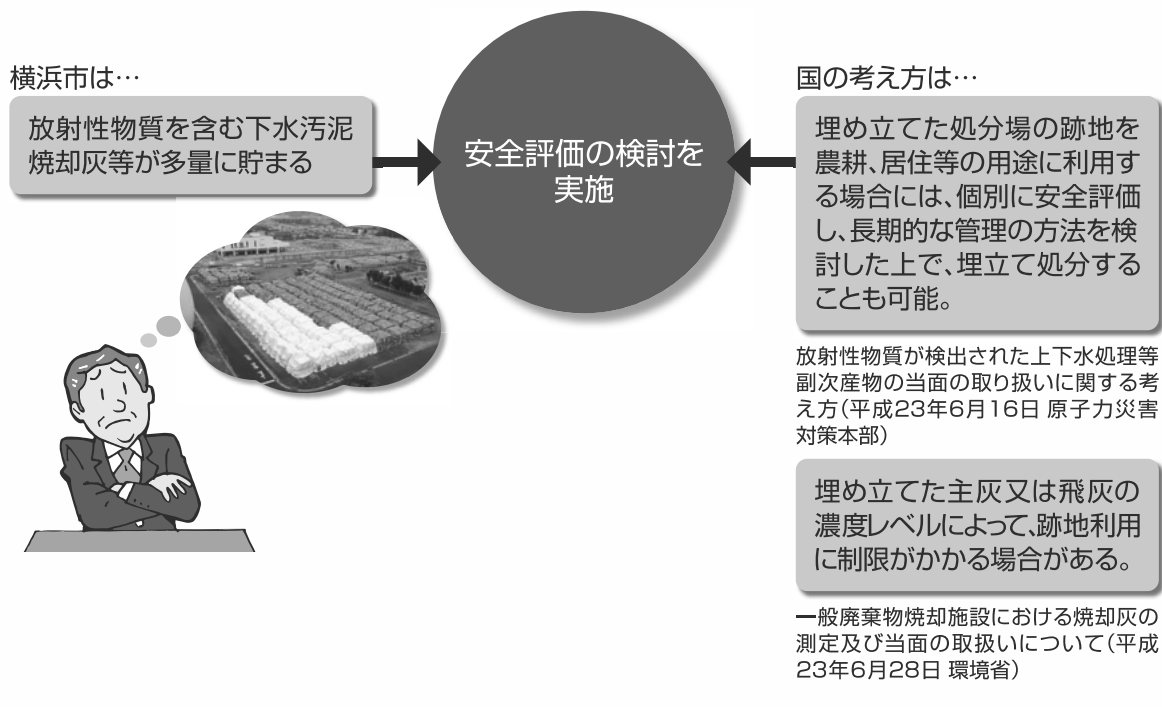 横浜市は…
放射性物質を含む下水汚泥
焼却灰等が多量に貯まる
安全評価の検討を
実施
国の考え方は…
埋め立てた処分場の跡地を
農耕、居住等の用途に利用す
る場合には、個別に安全評価
し、長期的な管理の方法を検
討した上で、埋立て処分する
ことも可能。
放射性物質が検出された上下水処理等
副次産物の当面の取り扱いに関する考
え方（平成23年6月16日 原子力災害
対策本部）
埋め立てた主灰又は飛灰の
濃度レベルによって、跡地利用
に制限がかかる場合がある。
一般廃棄物焼却施設における焼却灰の
測定及び当面の取扱いについて（平成
23年6月28日 環境省）